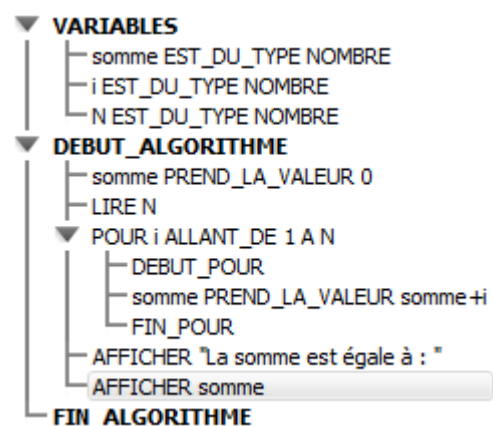 VARIABLES
somme EST_DU_TYPE NOMBRE
i EST_DU_TYPE NOMBRE
N EST_DU_TYPE NOMBRE
DEBUT_ALGORITHME
somme PREND_LA_VALEUR 0
LIRE N
POUR i ALLANT_DE 1 A N
DEBUT_POUR
somme PREND_LA_VALEUR somme+i
FIN_POUR
AFFICHER "La somme est égale à : "
AFFICHER somme
FIN_ALGORITHME